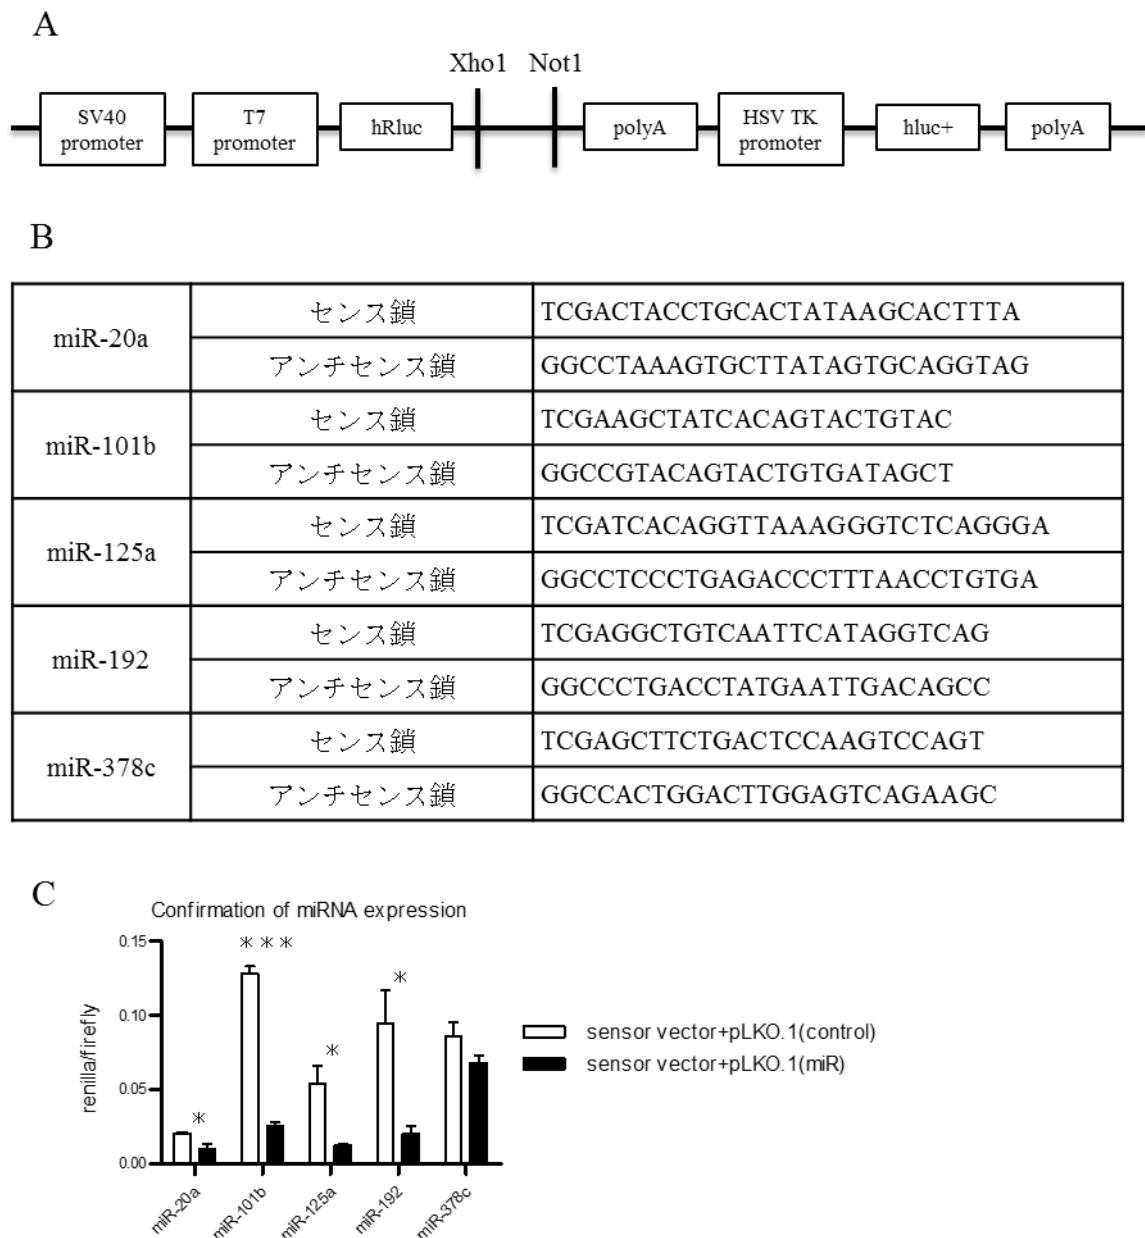 A
Xho1 Not1
SV40 promoter
T7 promoter
hRluc
polyA
HSV TK promoter
hluc+
polyA
B
miR-20a
センス鎖 TCGACTACCTGCACTATAAGCACTTTA
アンチセンス鎖 GGCCTAAAGTGCTTATAGTGCAGGTAG
miR-101b
センス鎖 TCGAAGCTATCACAGTACTGTAC
アンチセンス鎖 GGCCGTACAGTACTGTGATAGCT
miR-125a
センス鎖 TCGATCACAGGTTAAAGGGTCTCAGGGA
アンチセンス鎖 GGCCTCCCTGAGACCCTTTAACCTGTGA
miR-192
センス鎖 TCGAGGCTGTCAATTCATAGGTCAG
アンチセンス鎖 GGCCCTGACCTATGAATTGACAGCC
miR-378c
センス鎖 TCGAGCTTCTGACTCCAAGTCCAGT
アンチセンス鎖 GGCCACTGGACTTGGAGTCAGAAGC
C
Confirmation of miRNA expression
renilla/firefly
0.15
0.10
0.05
0.00
*
***
*
*
miR-20a
miR-101b
miR-125a
miR-192
miR-378c
sensor vector+pLKO.1(control)
sensor vector+pLKO.1(miR)